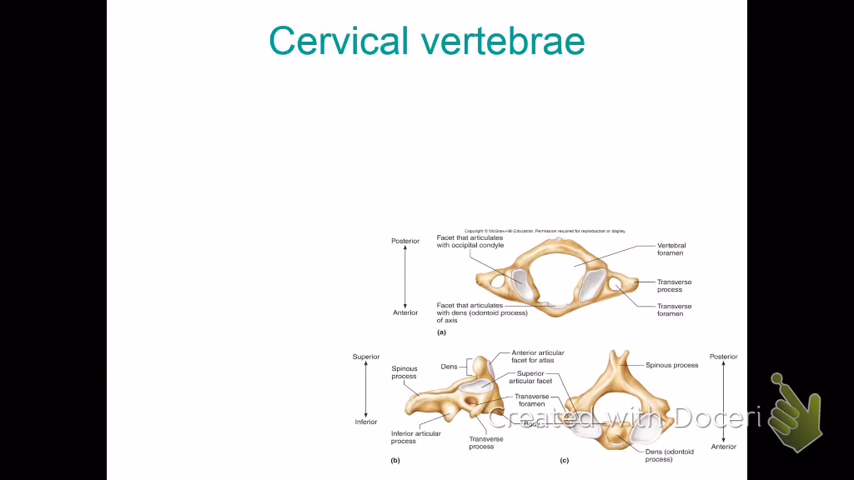 Cervical vertebrae
Copyright © McGraw-Hill Education. Permission required for reproduction or display.
Posterior
Anterior
Facet that articulates
with occipital condyle
Facet that articulates
with dens (odontoid process)
of axis
(a)
Vertebral
foramen
Transverse
process
Transverse
foramen
Superior
Inferior
Spinous
process
Dens
Anterior articular
facet for atlas
Superior
articular facet
Transverse
foramen
Body
Inferior articular
process
Transverse
process
(b)
(c)
Spinous process
Dens (odontoid
process)
Posterior
Anterior
Created with Doceri